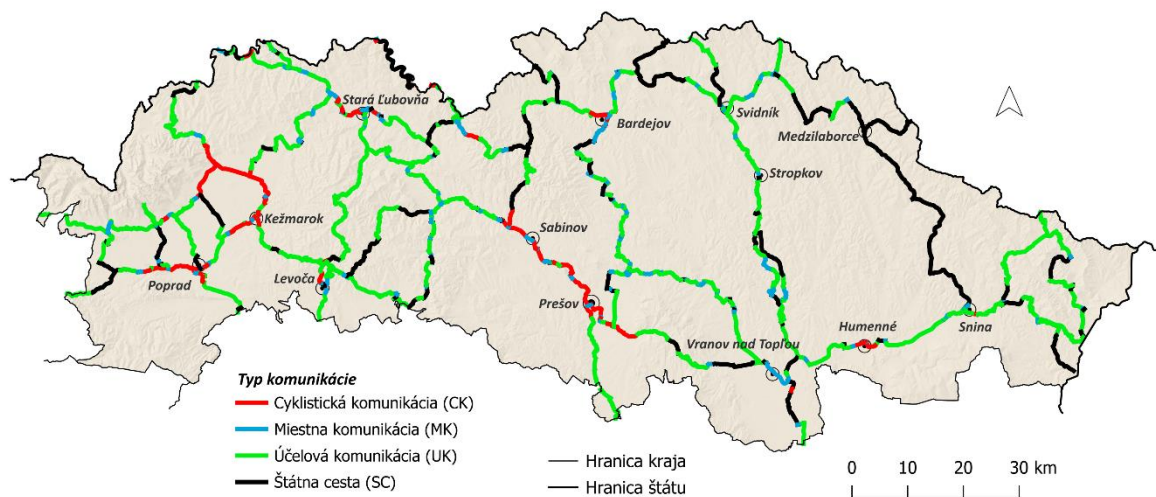 Stará Ľubovňa
Bardejov
Svidník
Medzilaborce
Stropkov
Kežmarok
Sabinov
Levoča
Poprad
Prešov
Vranov nad Topľou
Humenné
Snina
Typ komunikácie
Cyklistická komunikácia (CK)
Miestna komunikácia (MK)
Účelová komunikácia (UK)
Štátna cesta (SC)
Hranica kraja
Hranica štátu
0 10 20 30 km